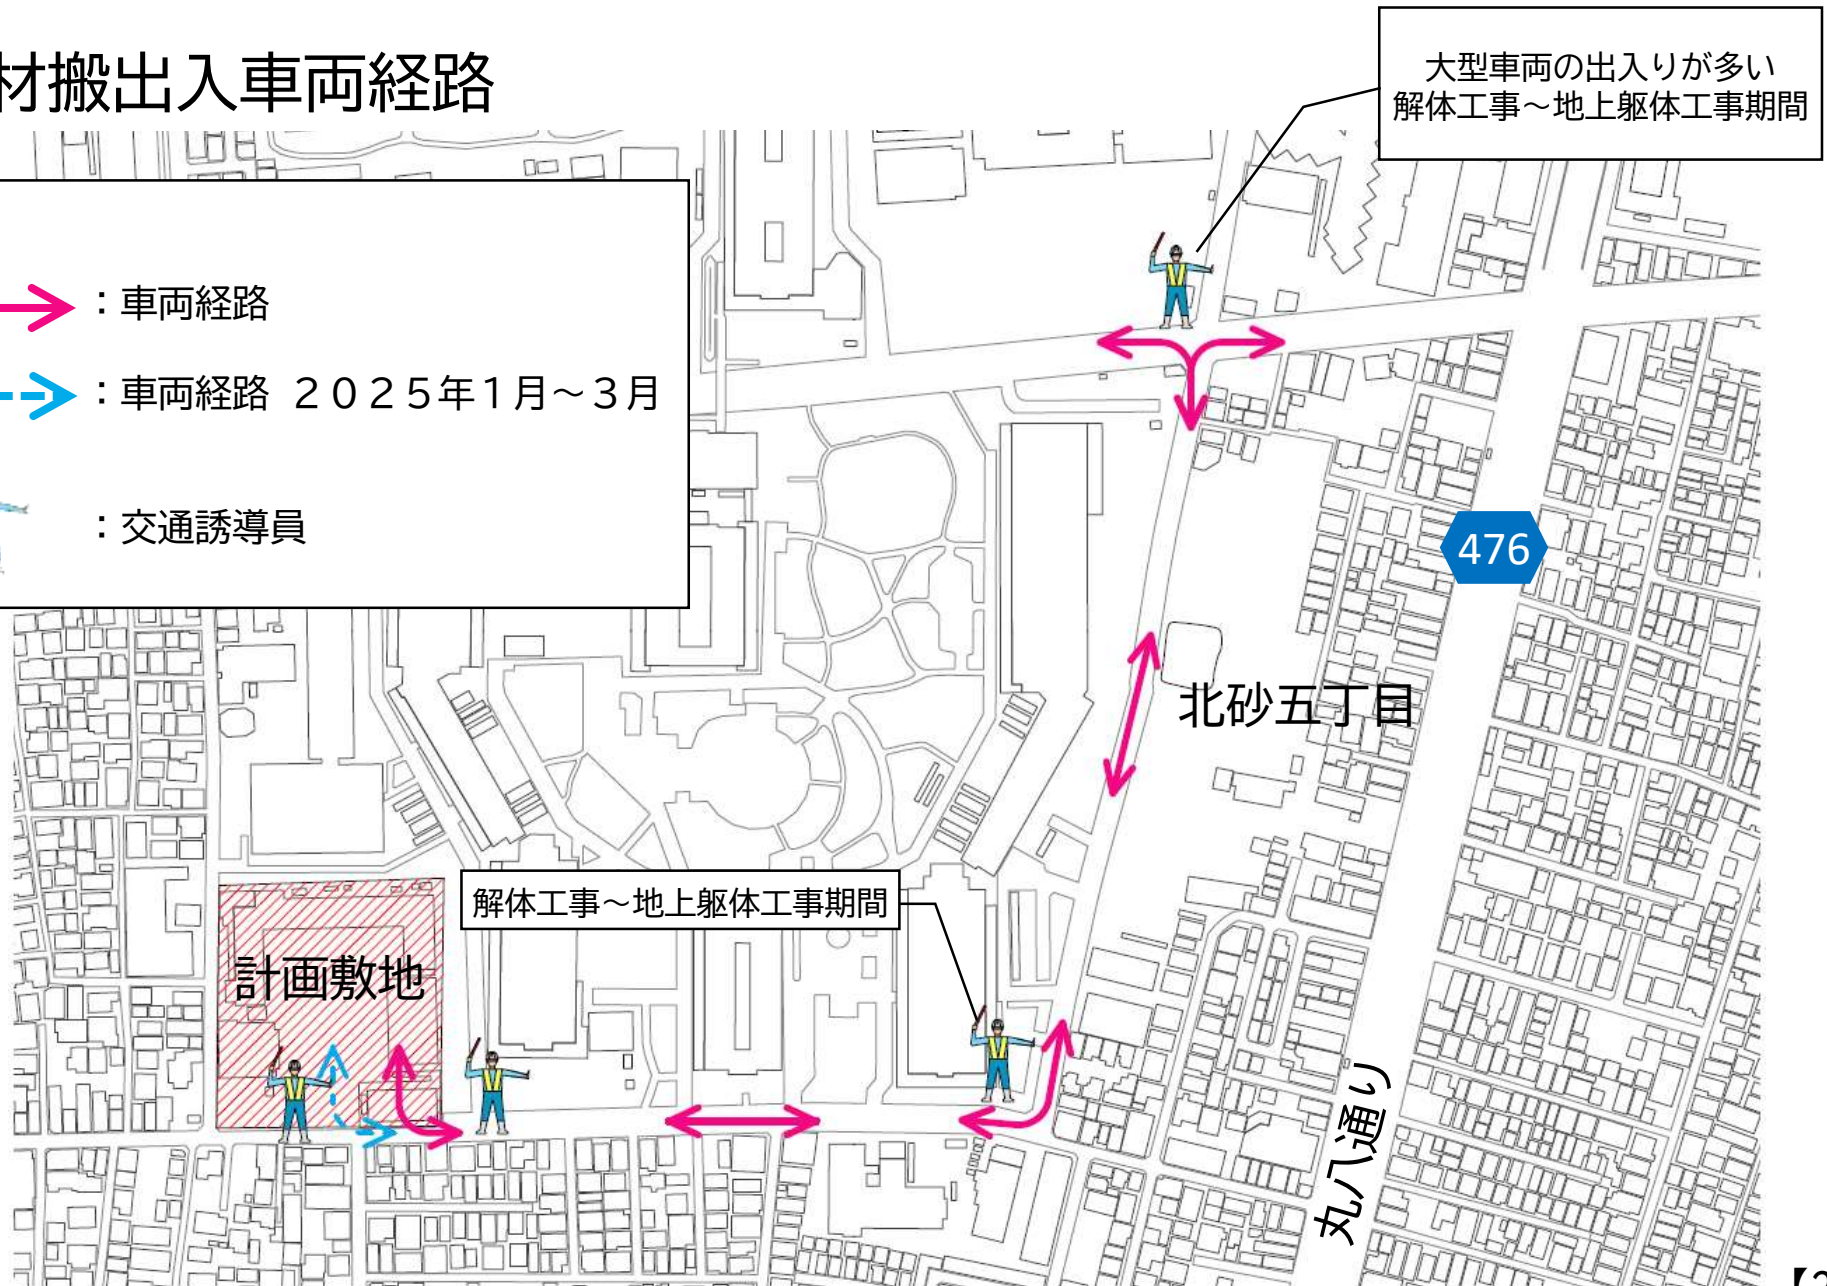 材搬出入車両経路
大型車両の出入りが多い
解体工事～地上躯体工事期間
：車両経路
：車両経路 ２０２５年１月～３月
：交通誘導員
476
北砂五丁目
解体工事～地上躯体工事期間
計画敷地
丸八通り